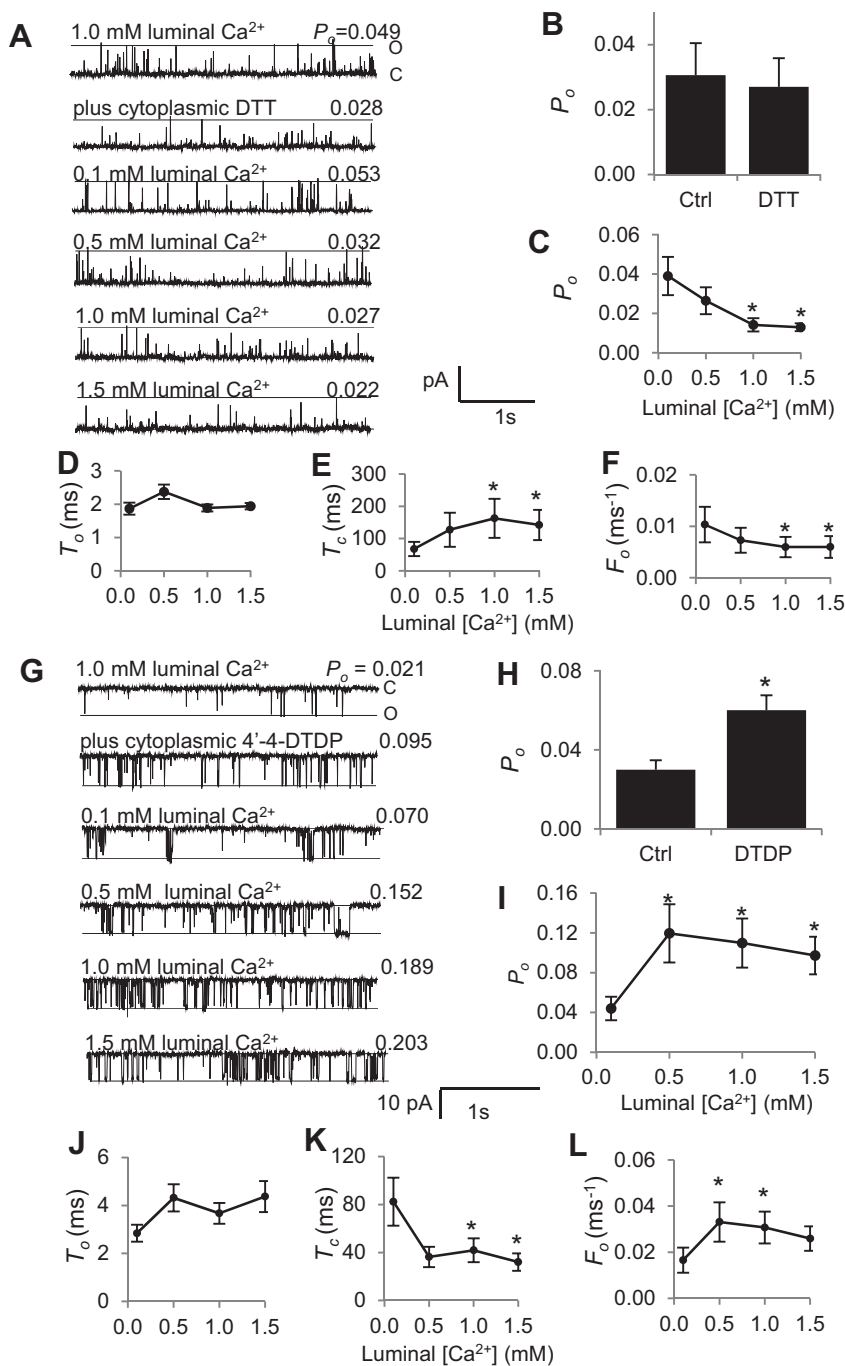 A
1.0 mM luminal Ca²⁺ Pₒ=0.049
O
C
plus cytoplasmic DTT 0.028
0.1 mM luminal Ca²⁺ 0.053
0.5 mM luminal Ca²⁺ 0.032
1.0 mM luminal Ca²⁺ 0.027
1.5 mM luminal Ca²⁺ 0.022
pA
1s
B
Pₒ
0.04
0.02
0.00
Ctrl DTT
C
Pₒ
0.06
0.04
0.02
0.00
* *
0.0 0.5 1.0 1.5
Luminal [Ca²⁺] (mM)
D
Tₒ (ms)
3
2
1
0
0.0 0.5 1.0 1.5
E
T꜀ (ms)
300
200
100
0
* *
0.0 0.5 1.0 1.5
Luminal [Ca²⁺] (mM)
F
Fₒ (ms⁻¹)
0.02
0.01
0.00
* *
0.0 0.5 1.0 1.5
G
1.0 mM luminal Ca²⁺ Pₒ = 0.021
C
O
plus cytoplasmic 4'-4-DTDP 0.095
0.1 mM luminal Ca²⁺ 0.070
0.5 mM luminal Ca²⁺ 0.152
1.0 mM luminal Ca²⁺ 0.189
1.5 mM luminal Ca²⁺ 0.203
10 pA
1s
H
Pₒ
0.08
0.04
0.00
*
Ctrl DTDP
I
Pₒ
0.16
0.12
0.08
0.04
0.00
* * *
0.0 0.5 1.0 1.5
Luminal [Ca²⁺] (mM)
J
Tₒ (ms)
6
4
2
0
0.0 0.5 1.0 1.5
K
T꜀ (ms)
120
80
40
0
* *
0.0 0.5 1.0 1.5
Luminal [Ca²⁺] (mM)
L
Fₒ (ms⁻¹)
0.06
0.04
0.02
0.00
* *
0.0 0.5 1.0 1.5